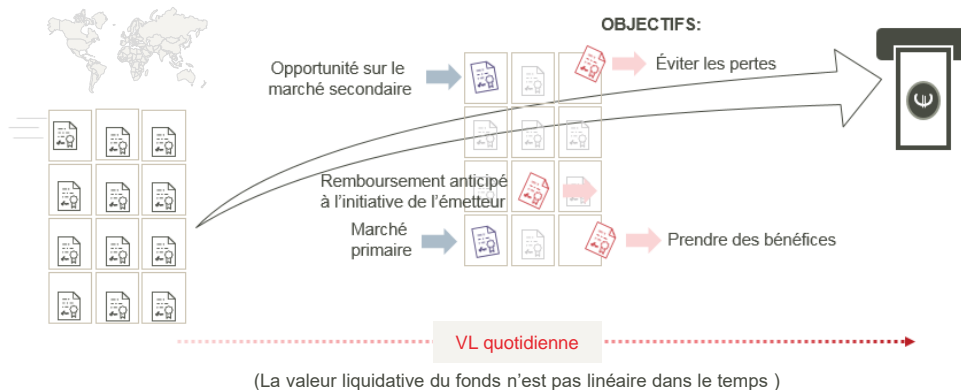 OBJECTIFS:
Opportunité sur le
marché secondaire
Éviter les pertes
Remboursement anticipé
à l'initiative de l'émetteur
Marché
primaire
Prendre des bénéfices
VL quotidienne
(La valeur liquidative du fonds n'est pas linéaire dans le temps )